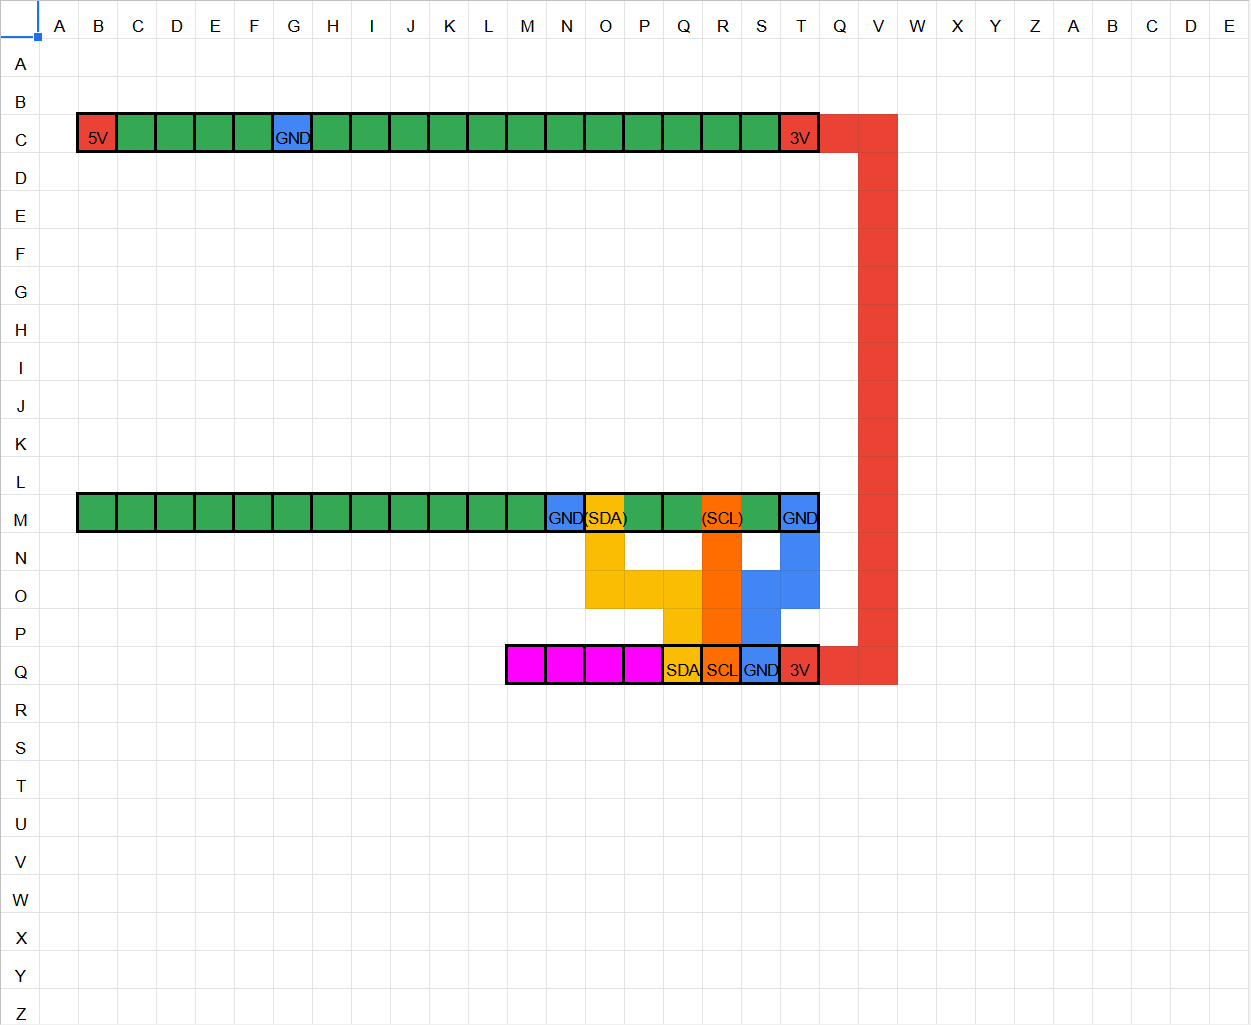 A B C D E F G H I J K L M N O P Q R S T Q V W X Y Z A B C D E
A
B
C 5V GND 3V
D
E
F
G
H
I
J
K
L
M GND (SDA) (SCL) GND
N
O
P
Q SDA SCL GND 3V
R
S
T
U
V
W
X
Y
Z